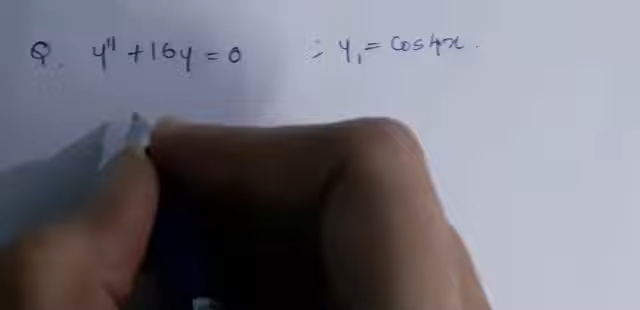 Q. y'' + 16y = 0 ; y₁ = cos4x.